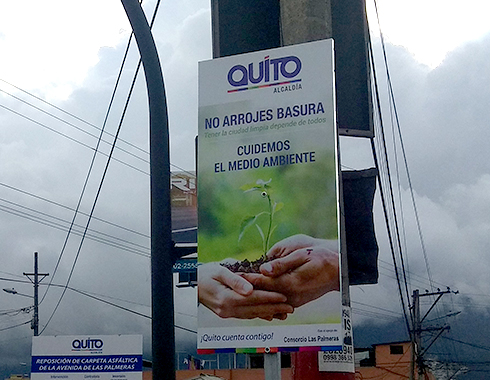 QUITO
ALCALDÍA
NO ARROJES BASURA
Tener la ciudad limpia depende de todos
CUIDEMOS
EL MEDIO AMBIENTE
¡Quito cuenta contigo!
Consorcio Las Palmeras
QUITO
REPOSICIÓN DE CARPETA ASFÁLTICA
DE LA AVENIDA DE LAS PALMERAS